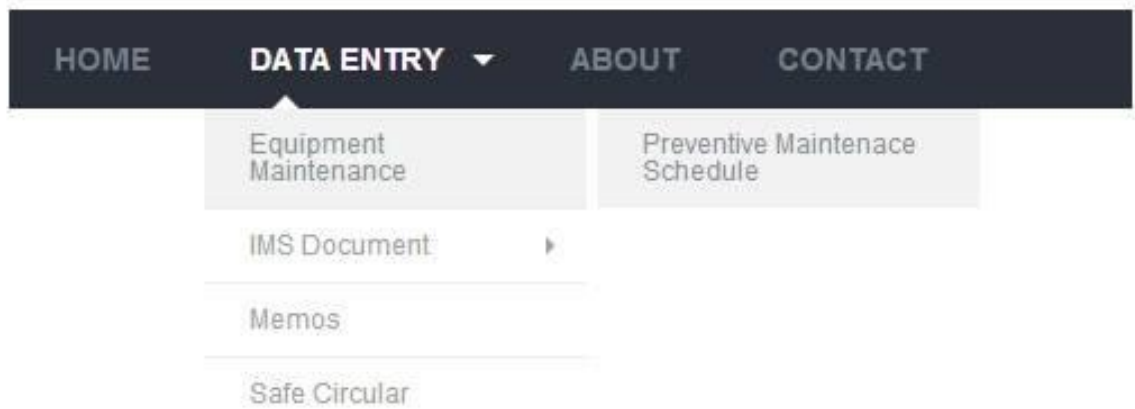 HOME DATA ENTRY ABOUT CONTACT
Equipment
Maintenance
Preventive Maintenace
Schedule
IMS Document
Memos
Safe Circular